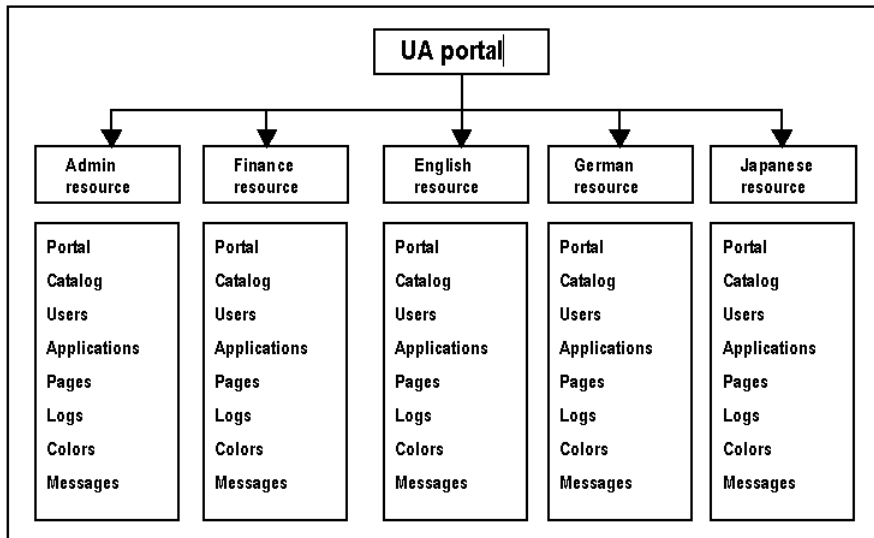 UA portal
Admin
resource
Finance
resource
English
resource
German
resource
Japanese
resource
Portal
Catalog
Users
Applications
Pages
Logs
Colors
Messages
Portal
Catalog
Users
Applications
Pages
Logs
Colors
Messages
Portal
Catalog
Users
Applications
Pages
Logs
Colors
Messages
Portal
Catalog
Users
Applications
Pages
Logs
Colors
Messages
Portal
Catalog
Users
Applications
Pages
Logs
Colors
Messages